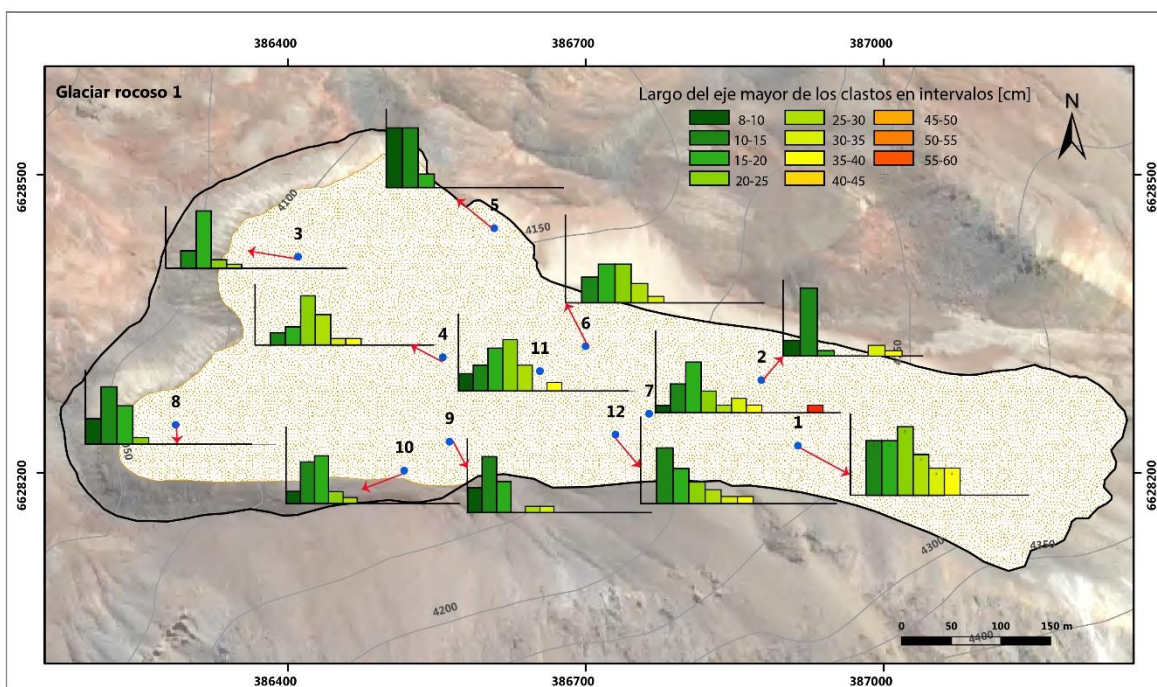 386400 386700 387000
Glaciar rocoso 1
Largo del eje mayor de los clastos en intervalos [cm]
8-10 25-30 45-50
10-15 30-35 50-55
15-20 35-40 55-60
20-25 40-45
N
6628500 6628500
4100
5
4150
3
6
4
11
2
7
8
9
12
1
10
6628200 6628200
4300
4350
4200
0 50 100 150 m
4400
386400 386700 387000